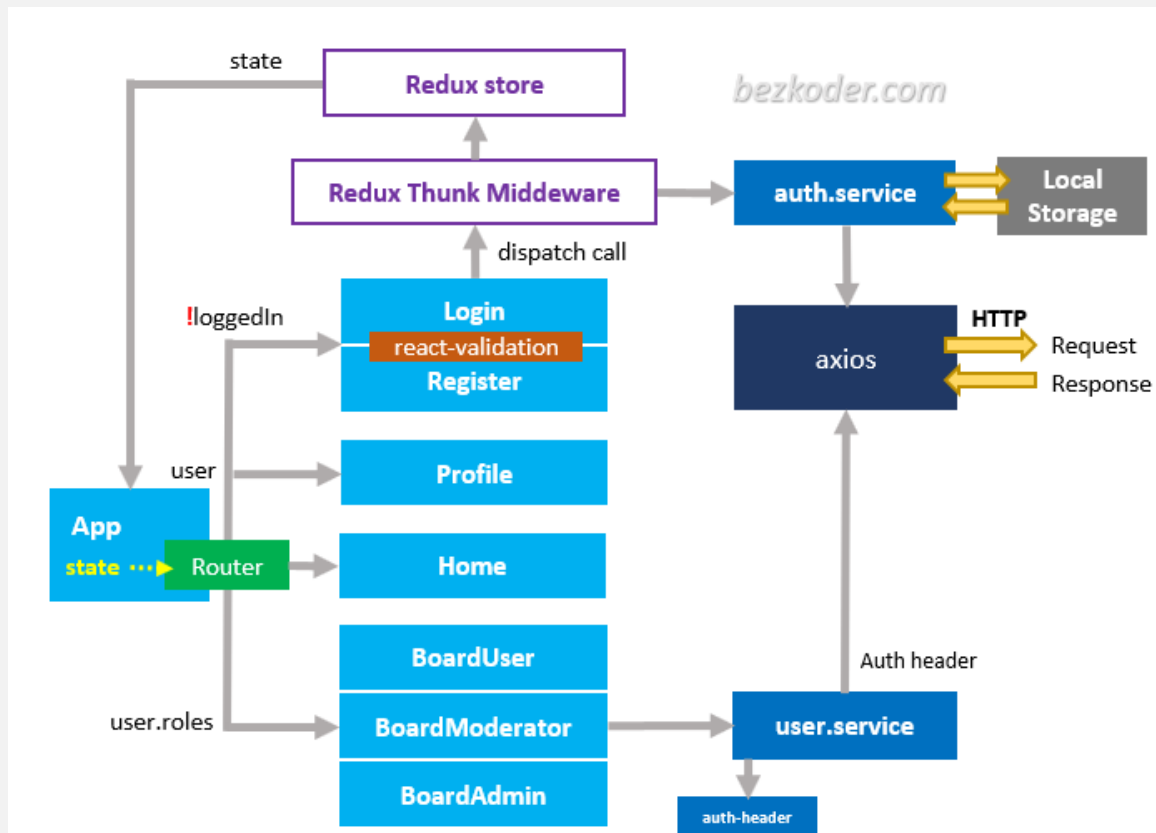 state
Redux store
bezkoder.com
Redux Thunk Middeware
auth.service
Local
Storage
dispatch call
!loggedIn
Login
react-validation
Register
axios
HTTP
Request
Response
user
Profile
App
state
Router
Home
BoardUser
Auth header
user.roles
BoardModerator
user.service
BoardAdmin
auth-header